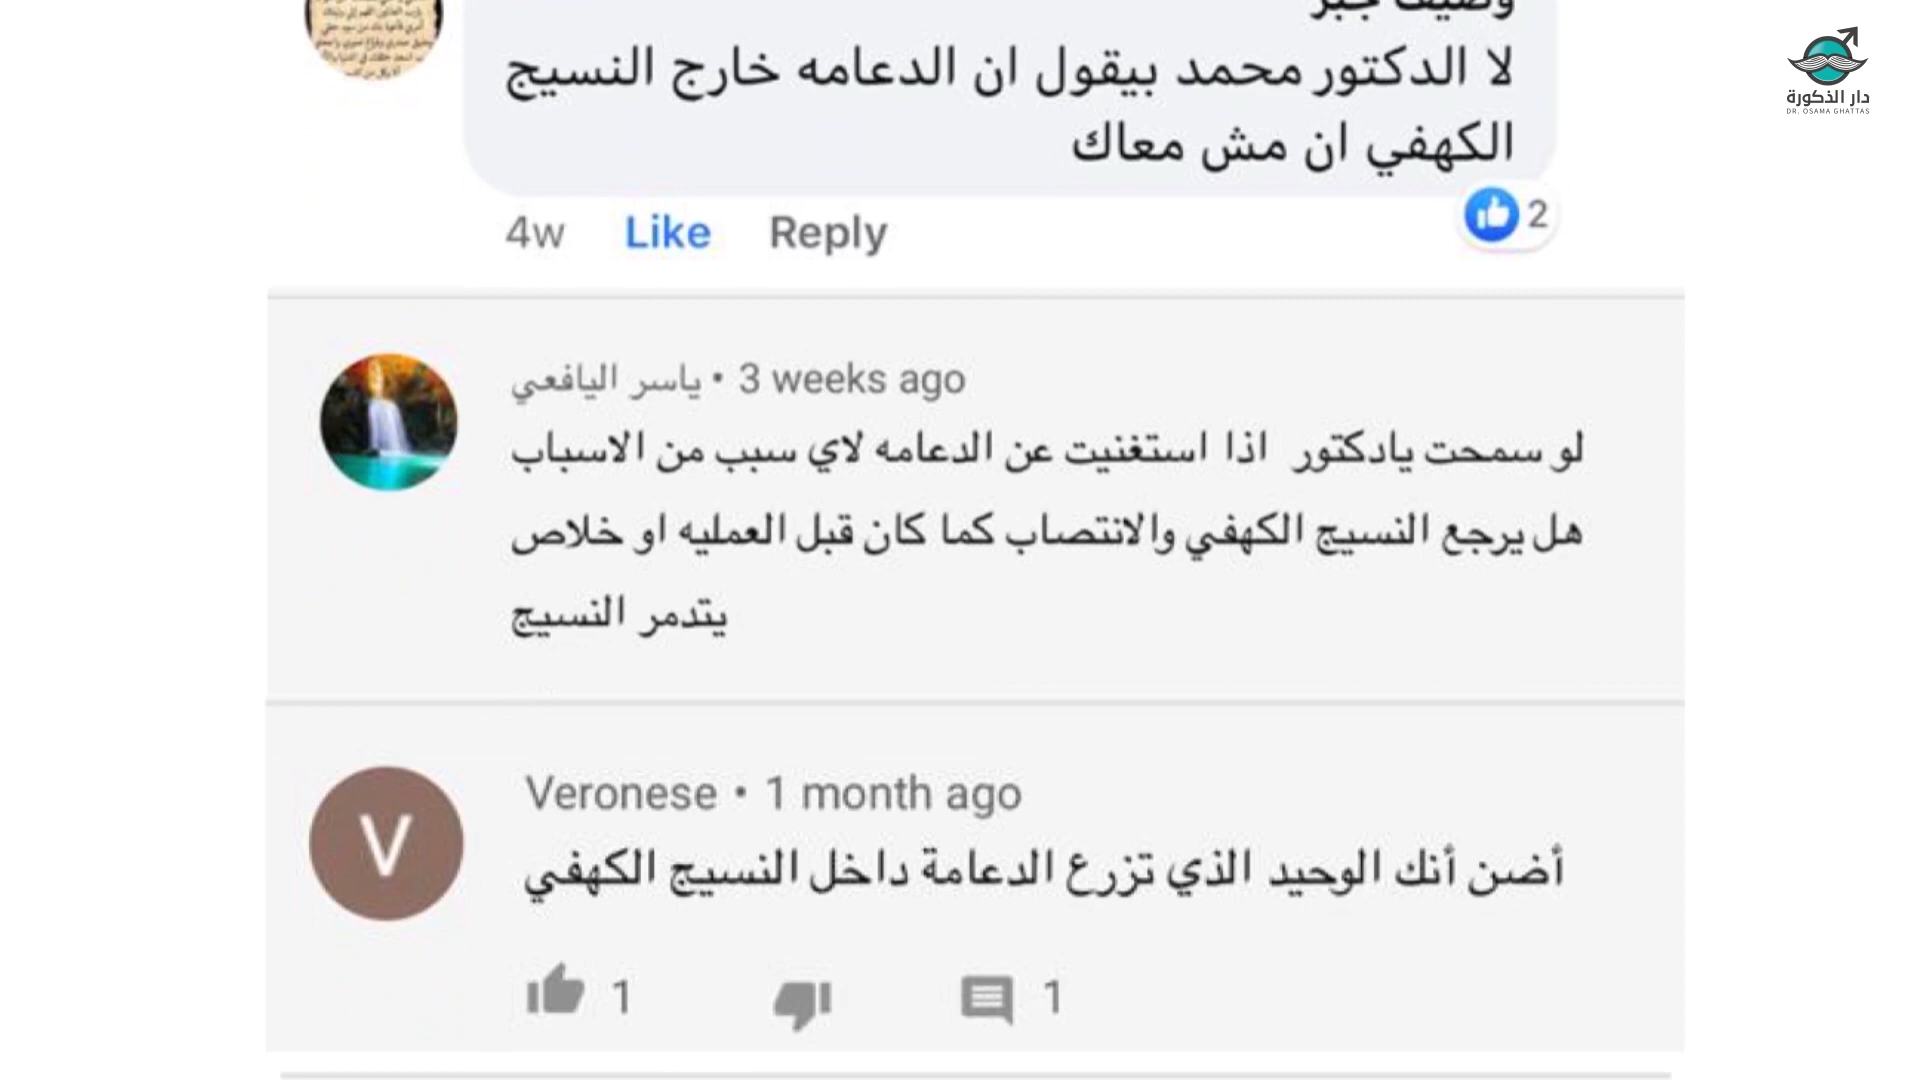 وصيف جبر
لا الدكتور محمد بيقول ان الدعامه خارج النسيج
الكهفي ان مش معاك
4w Like Reply 2
ياسر اليافعي • 3 weeks ago
لو سمحت يادكتور اذا استغنيت عن الدعامه لاي سبب من الاسباب
هل يرجع النسيج الكهفي والانتصاب كما كان قبل العمليه او خلاص
يتدمر النسيج
Veronese • 1 month ago
أضن أنك الوحيد الذي تزرع الدعامة داخل النسيج الكهفي
1 1
دار الذكورة
DR. OSAMA GHATTAS